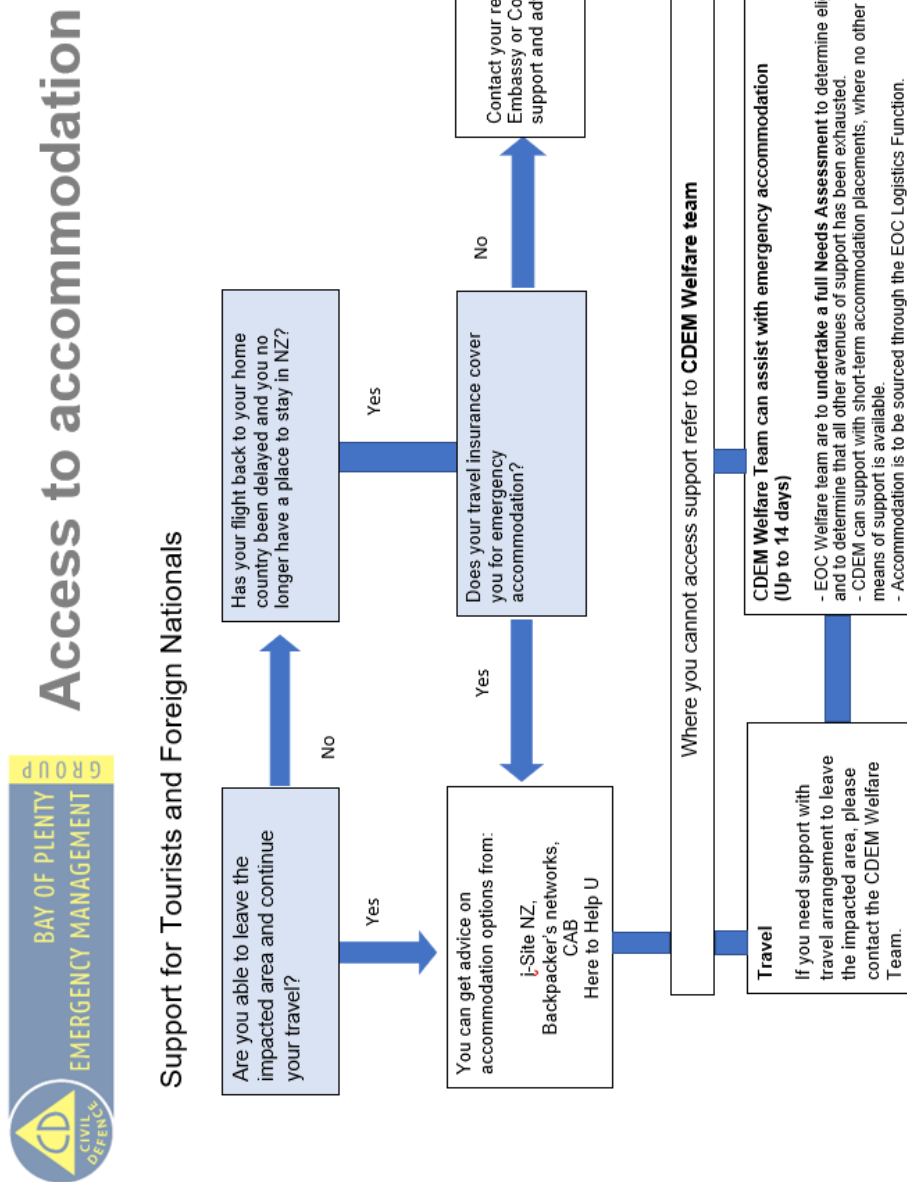 BAY OF PLENTY
EMERGENCY MANAGEMENT
GROUP
CD
CIVIL
DEFENCE
Access to accommodation
Support for Tourists and Foreign Nationals
Are you able to leave the
impacted area and continue
your travel?
No
Has your flight back to your home
country been delayed and you no
longer have a place to stay in NZ?
Yes
Yes
You can get advice on
accommodation options from:
i-Site NZ,
Backpacker's networks,
CAB
Here to Help U
Yes
Does your travel insurance cover
you for emergency
accommodation?
No
Contact your
Embassy or
support and
Where you cannot access support refer to CDEM Welfare team
Travel
If you need support with
travel arrangement to leave
the impacted area, please
contact the CDEM Welfare
Team.
CDEM Welfare Team can assist with emergency accommodation
(Up to 14 days)
- EOC Welfare team are to undertake a full Needs Assessment to determine
and to determine that all other avenues of support has been exhausted.
- CDEM can support with short-term accommodation placements, where no other
means of support is available.
- Accommodation is to be sourced through the EOC Logistics Function.